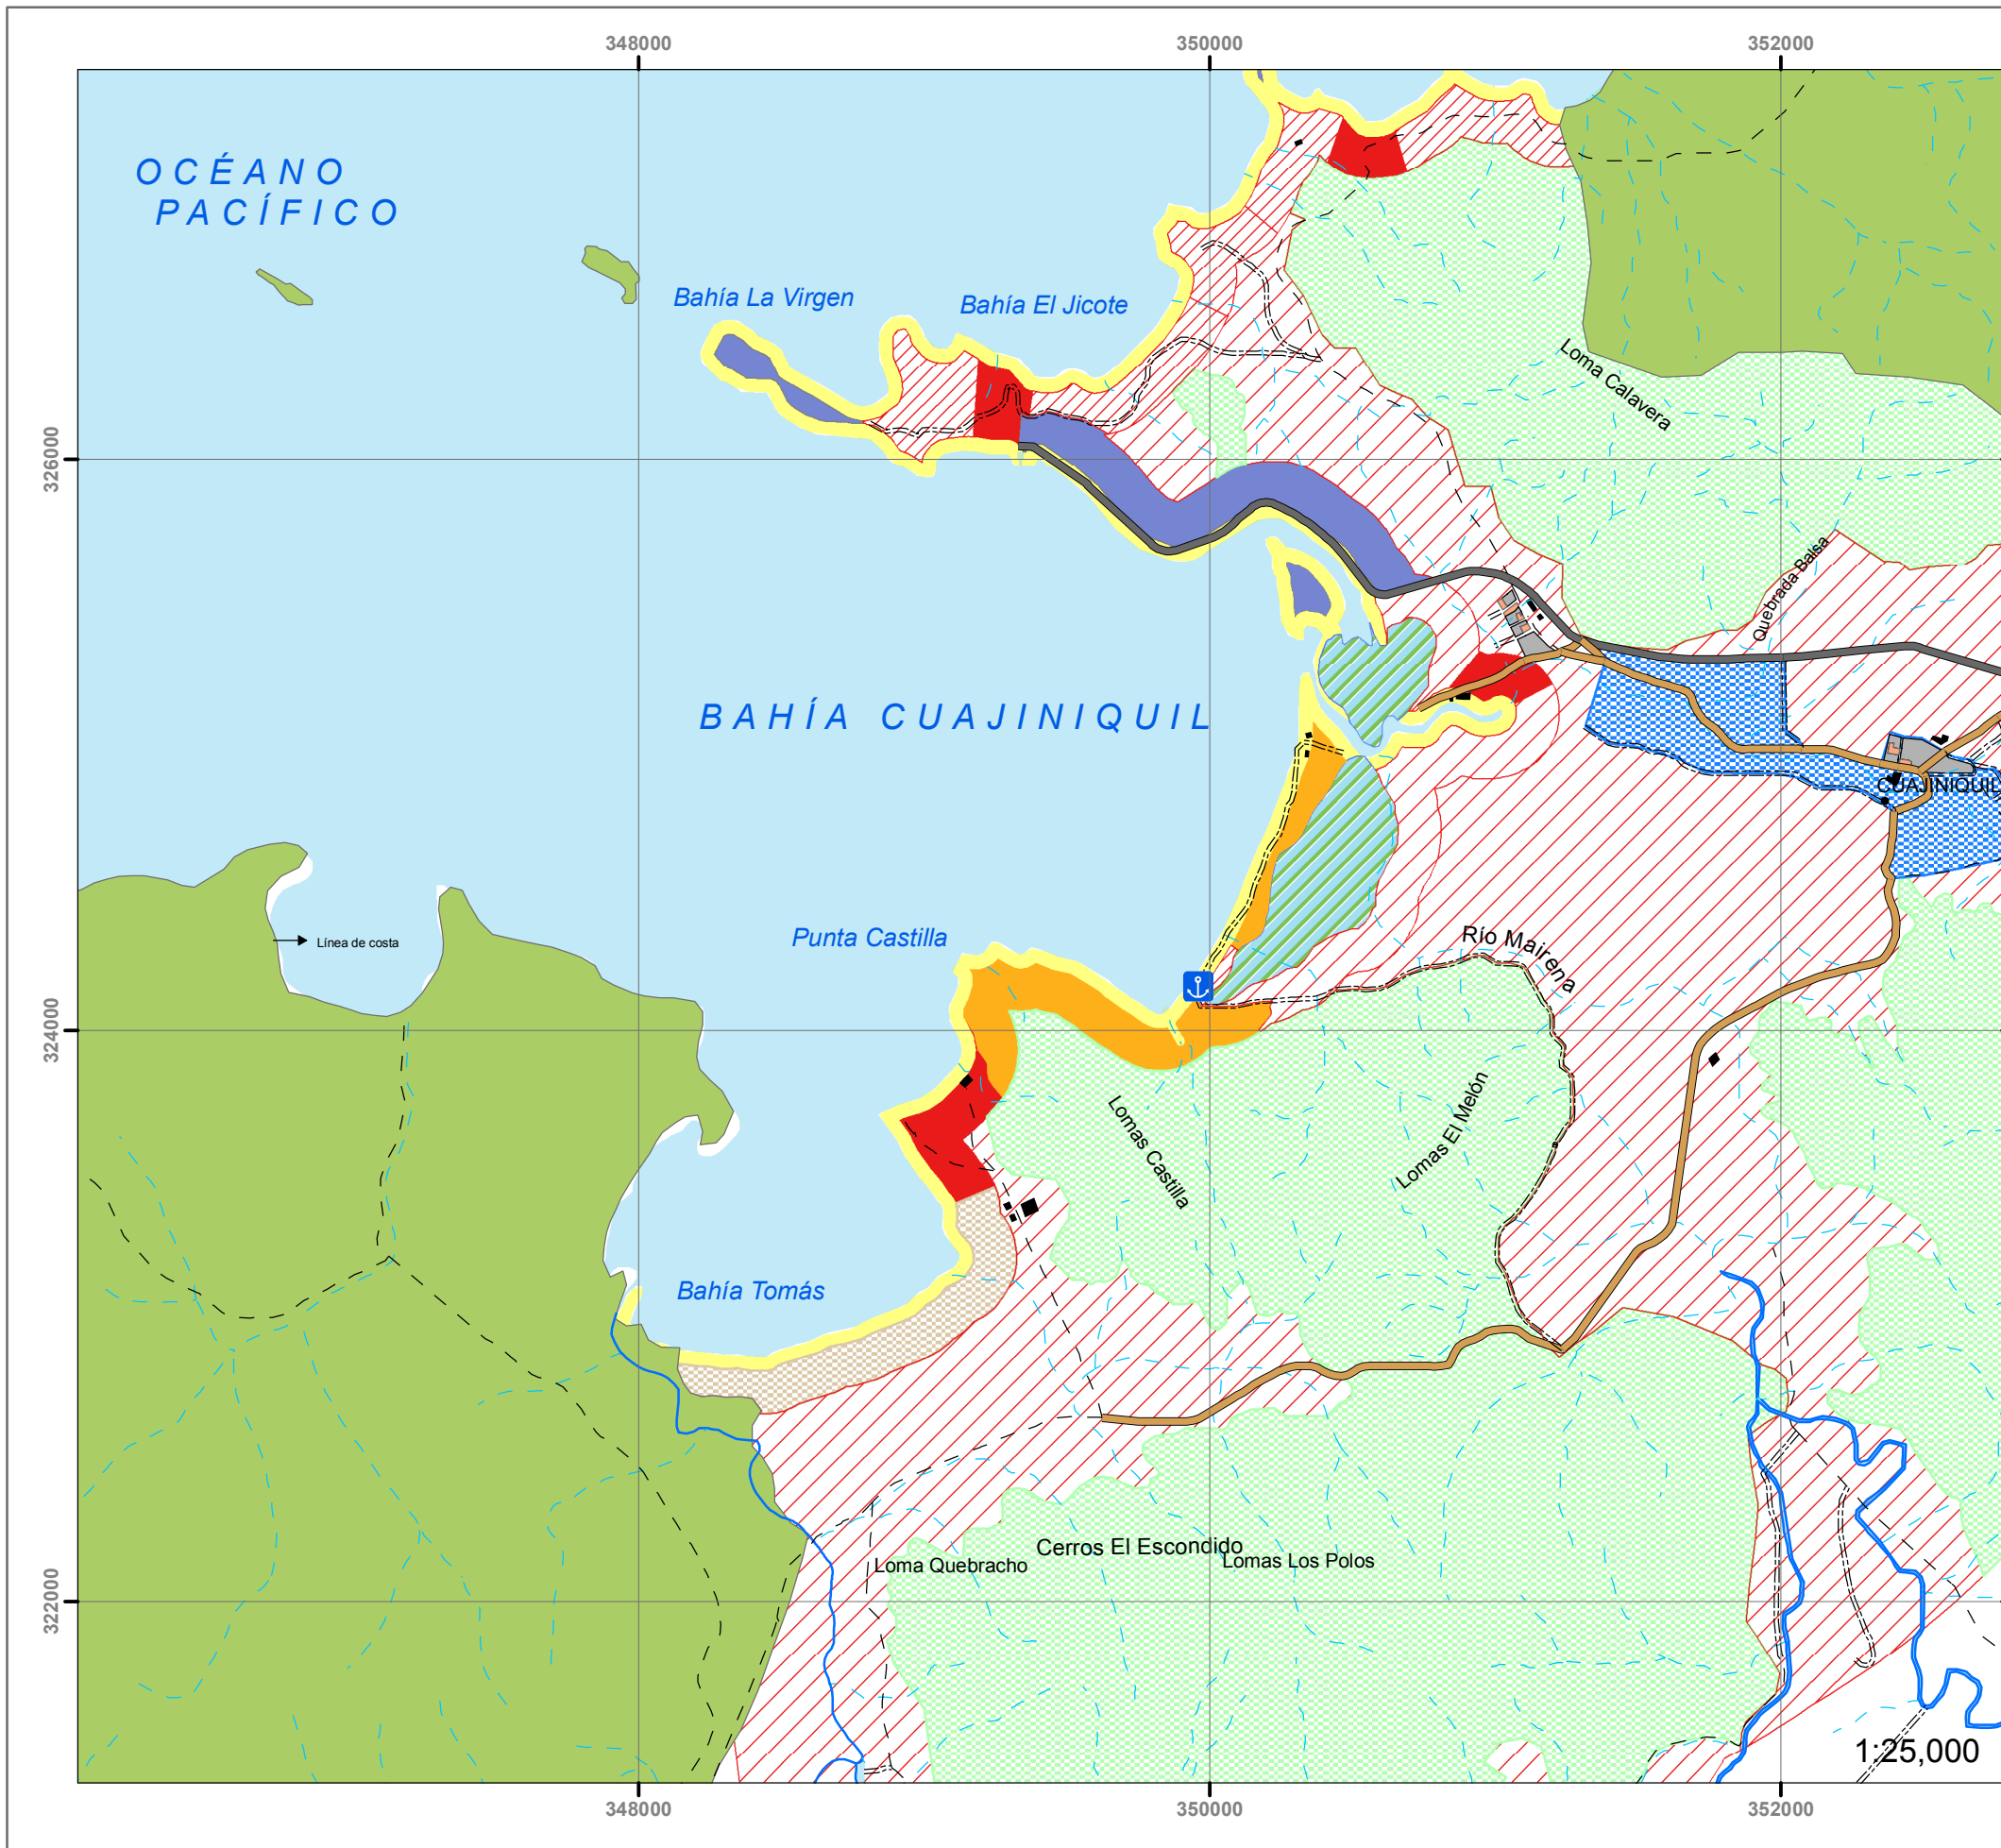 348000
350000
352000
OCÉANO
PACÍFICO
Bahía La Virgen
Bahía El Jicote
Loma Calavera
326000
Quebrada Balsa
BAHÍA CUAJINIQUIL
CUAJINIQUIL
Punta Castilla
Línea de costa
Río Mairena
324000
Lomas Castilla
Lomas El Melón
Bahía Tomás
Cerros El Escondido
Loma Quebracho
Lomas Los Polos
322000
1:25,000
348000
350000
352000